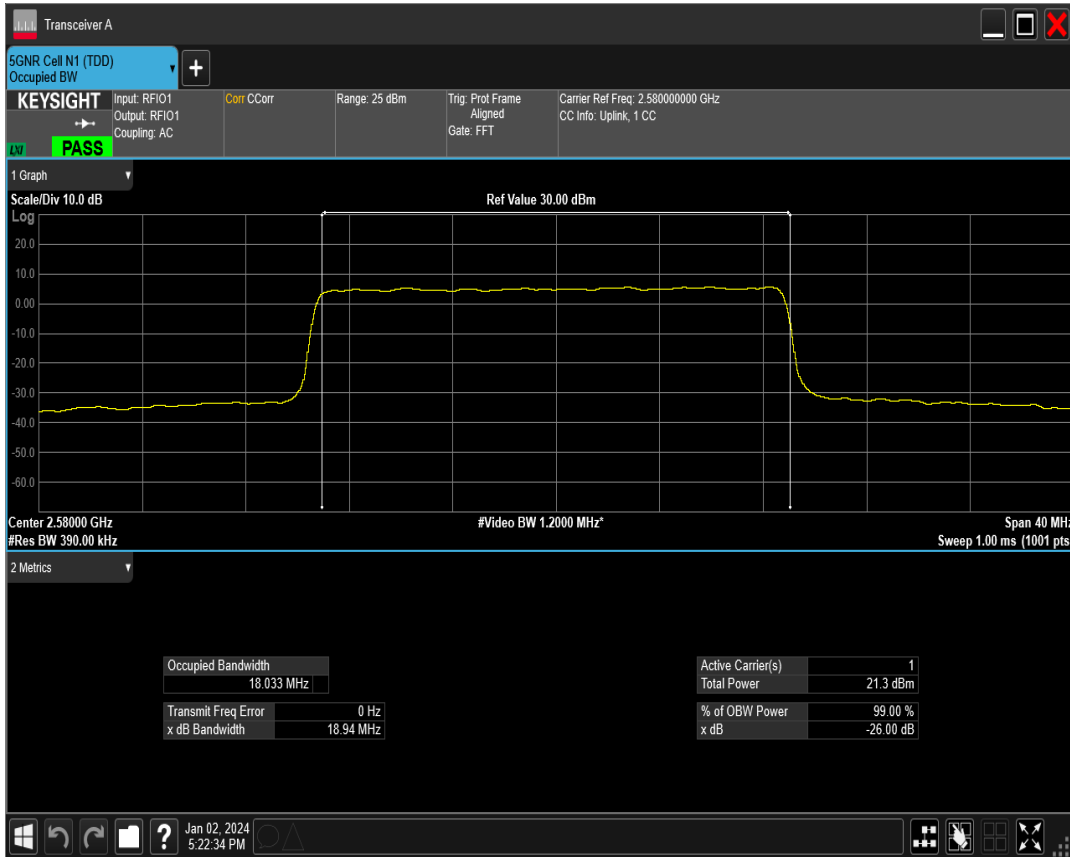 Transceiver A
5GNR Cell N1 (TDD)
Occupied BW
+
KEYSIGHT
LXI
PASS
Input: RFIO1
Output: RFIO1
Coupling: AC
Corr CCorr
Range: 25 dBm
Trig: Prot Frame
Aligned
Gate: FFT
Carrier Ref Freq: 2.580000000 GHz
CC Info: Uplink, 1 CC
1 Graph
Scale/Div 10.0 dB
Ref Value 30.00 dBm
Log
20.0
10.0
0.00
-10.0
-20.0
-30.0
-40.0
-50.0
-60.0
Center 2.58000 GHz
#Video BW 1.2000 MHz*
Span 40 MHz
#Res BW 390.00 kHz
Sweep 1.00 ms (1001 pts
2 Metrics
Occupied Bandwidth
18.033 MHz
Transmit Freq Error 0 Hz
x dB Bandwidth 18.94 MHz
Active Carrier(s) 1
Total Power 21.3 dBm
% of OBW Power 99.00 %
x dB -26.00 dB
?
Jan 02, 2024
5:22:34 PM